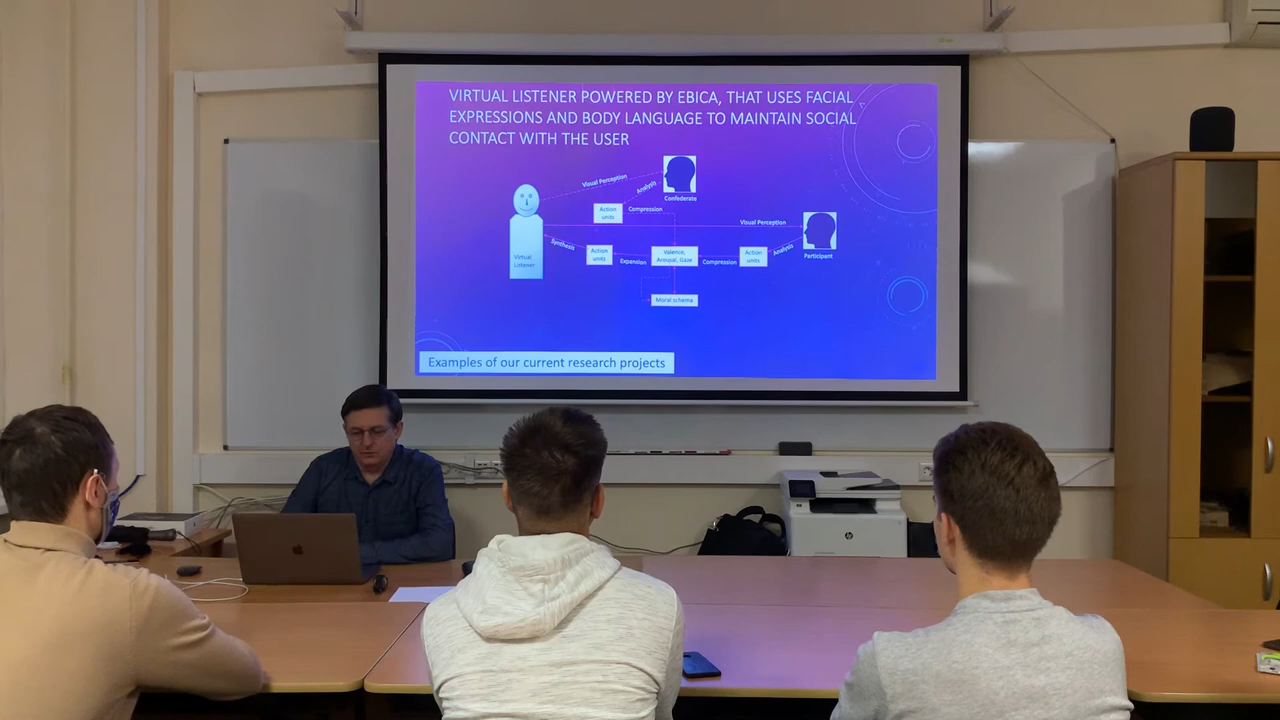 VIRTUAL LISTENER POWERED BY EBICA, THAT USES FACIAL
EXPRESSIONS AND BODY LANGUAGE TO MAINTAIN SOCIAL
CONTACT WITH THE USER
Visual Perception
Analysis
Confederate
Action
units
Compression
Visual Perception
Synthesis
Action
units
Expansion
Valence,
Arousal, Gaze
Compression
Action
units
Analysis
Participant
Virtual
Listener
Moral schema
Examples of our current research projects
hp